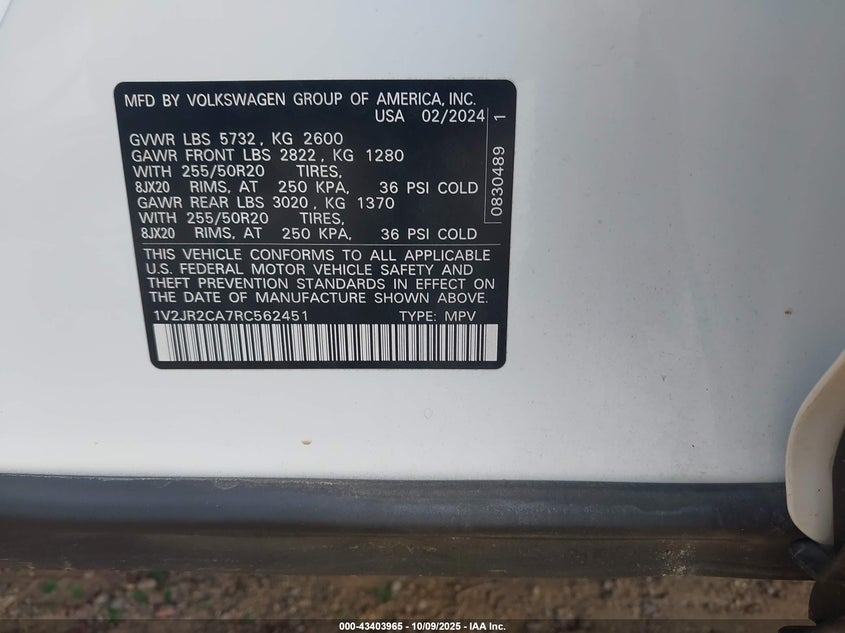 MFD BY VOLKSWAGEN GROUP OF AMERICA, INC.
USA 02/2024
GVWR LBS 5732, KG 2600
GAWR FRONT LBS 2822, KG 1280
WITH 255/50R20 TIRES,
8JX20 RIMS, AT 250 KPA, 36 PSI COLD
GAWR REAR LBS 3020, KG 1370
WITH 255/50R20 TIRES,
8JX20 RIMS, AT 250 KPA, 36 PSI COLD
0830489 1
THIS VEHICLE CONFORMS TO ALL APPLICABLE
U.S. FEDERAL MOTOR VEHICLE SAFETY AND
THEFT PREVENTION STANDARDS IN EFFECT ON
THE DATE OF MANUFACTURE SHOWN ABOVE.
1V2JR2CA7RC562451 TYPE: MPV
000-43403965 - 10/09/2025 - IAA Inc.